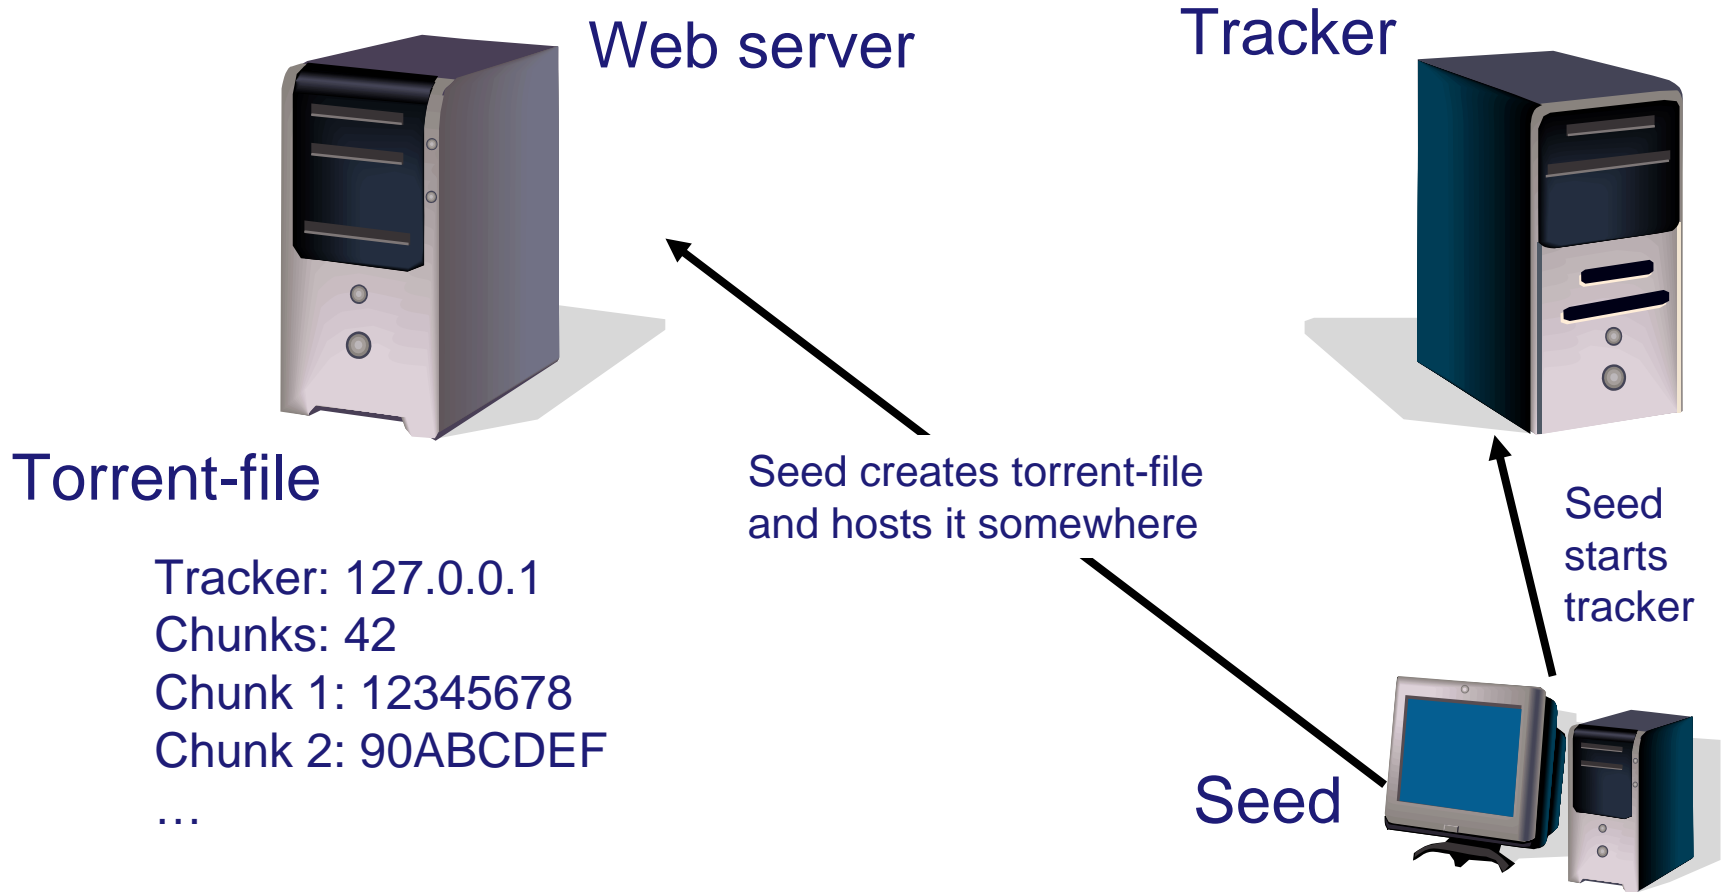 Web server
Tracker
Torrent-file
Tracker: 127.0.0.1
Chunks: 42
Chunk 1: 12345678
Chunk 2: 90ABCDEF
…
Seed creates torrent-file
and hosts it somewhere
Seed
starts
tracker
Seed